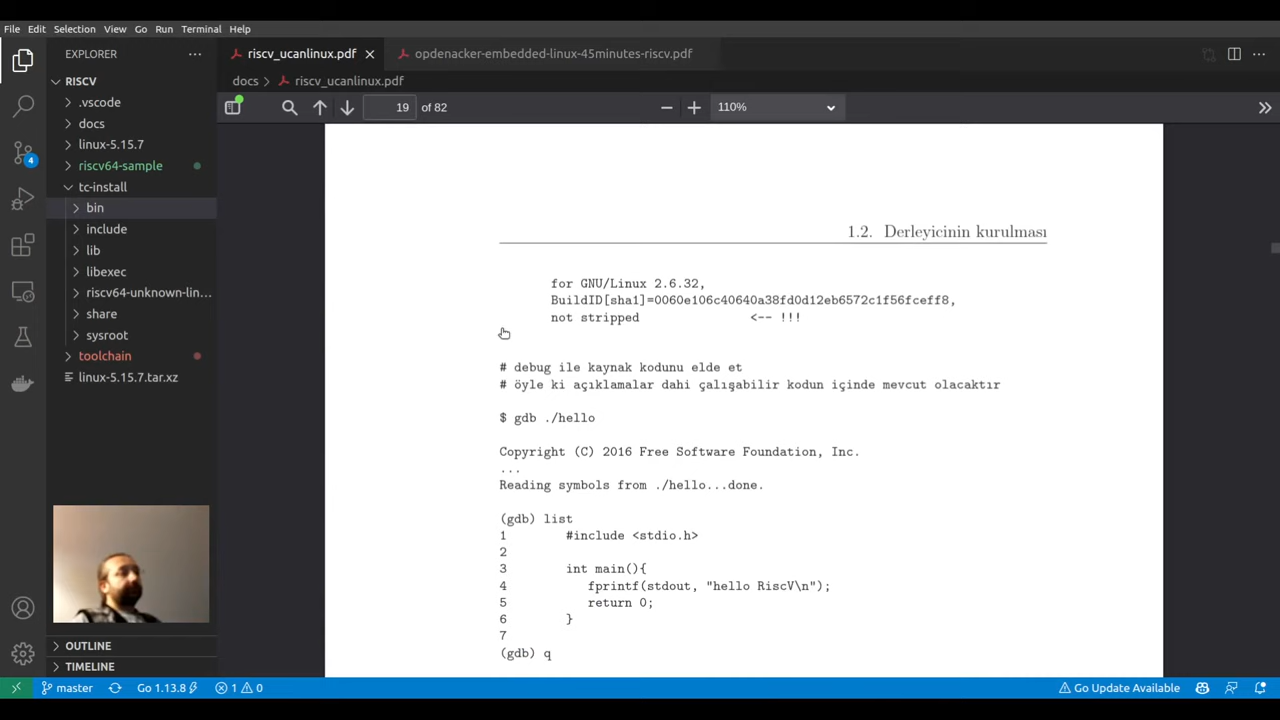 File Edit Selection View Go Run Terminal Help
EXPLORER
riscv_ucanlinux.pdf
opdenacker-embedded-linux-45minutes-riscv.pdf
docs > riscv_ucanlinux.pdf
RISCV
.vscode
docs
linux-5.15.7
riscv64-sample
tc-install
bin
include
lib
libexec
riscv64-unknown-lin...
share
sysroot
toolchain
linux-5.15.7.tar.xz
4
OUTLINE
TIMELINE
19 of 82
110%
1.2. Derleyicinin kurulması
for GNU/Linux 2.6.32,
BuildID[sha1]=0060e106c40640a38fd0d12eb6572c1f56fceff8,
not stripped <-- !!!
# debug ile kaynak kodunu elde et
# öyle ki açıklamalar dahi çalışabilir kodun içinde mevcut olacaktır
$ gdb ./hello
Copyright (C) 2016 Free Software Foundation, Inc.
...
Reading symbols from ./hello...done.
(gdb) list
1 #include <stdio.h>
2
3 int main(){
4 fprintf(stdout, "hello RiscV\n");
5 return 0;
6 }
7
(gdb) q
master Go 1.13.8 1 0 Go Update Available